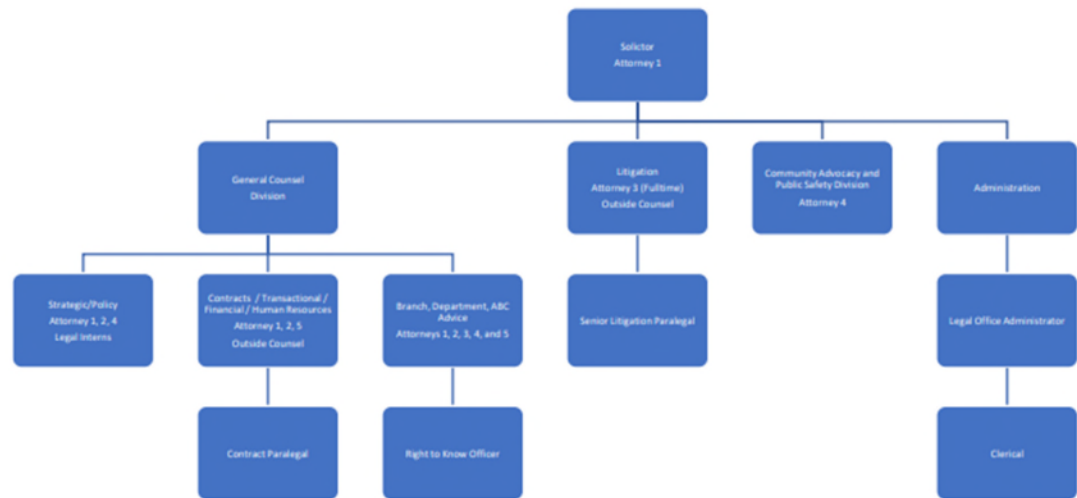 Solictor
Attorney 1
General Counsel
Division
Litigation
Attorney 3 (Fulltime)
Outside Counsel
Community Advocacy and
Public Safety Division
Attorney 4
Administration
Strategic/Policy
Attorney 1, 2, 4
Legal Interns
Contracts / Transactional /
Financial / Human Resources
Attorney 1, 2, 5
Outside Counsel
Branch, Department, ABC
Advice
Attorneys 1, 2, 3, 4, and 5
Senior Litigation Paralegal
Legal Office Administrator
Contract Paralegal
Right to Know Officer
Clerical